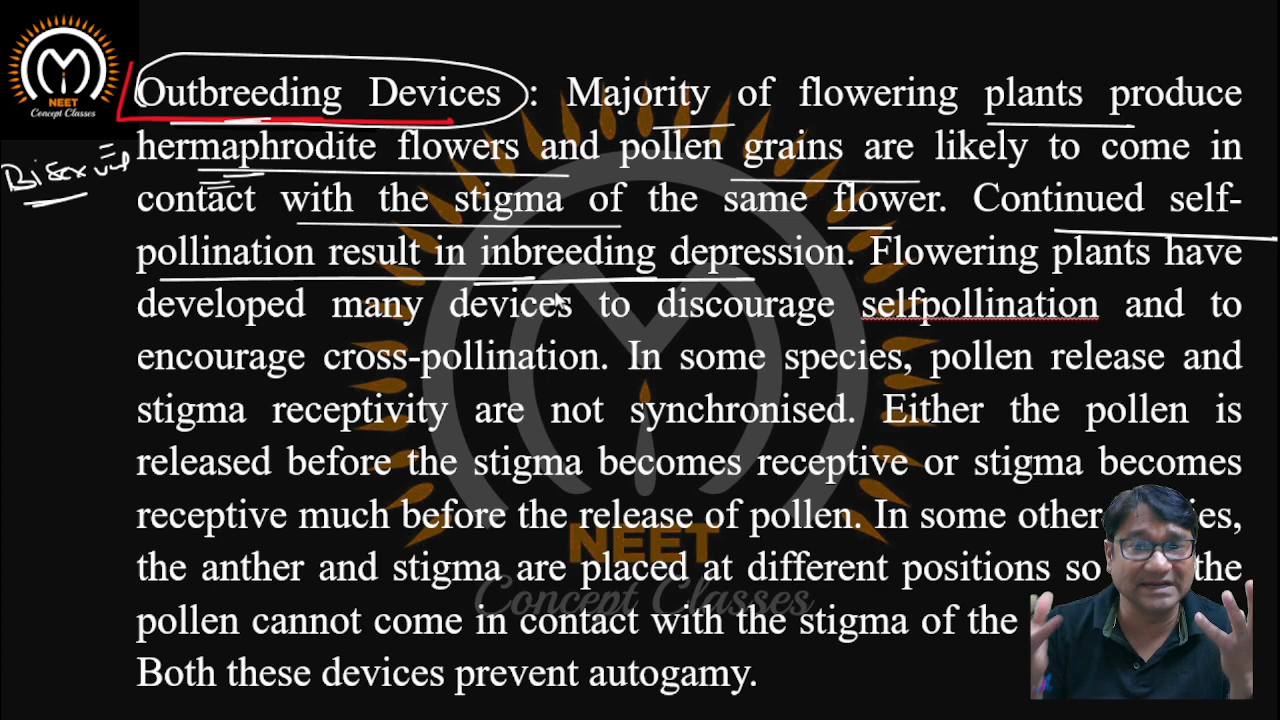 NEET
Concept Classes
Outbreeding Devices : Majority of flowering plants produce
hermaphrodite flowers and pollen grains are likely to come in
contact with the stigma of the same flower. Continued self-
pollination result in inbreeding depression. Flowering plants have
developed many devices to discourage selfpollination and to
encourage cross-pollination. In some species, pollen release and
stigma receptivity are not synchronised. Either the pollen is
released before the stigma becomes receptive or stigma becomes
receptive much before the release of pollen. In some other
the anther and stigma are placed at different positions so the
pollen cannot come in contact with the stigma of the
Both these devices prevent autogamy.
NEET
Concept Classes